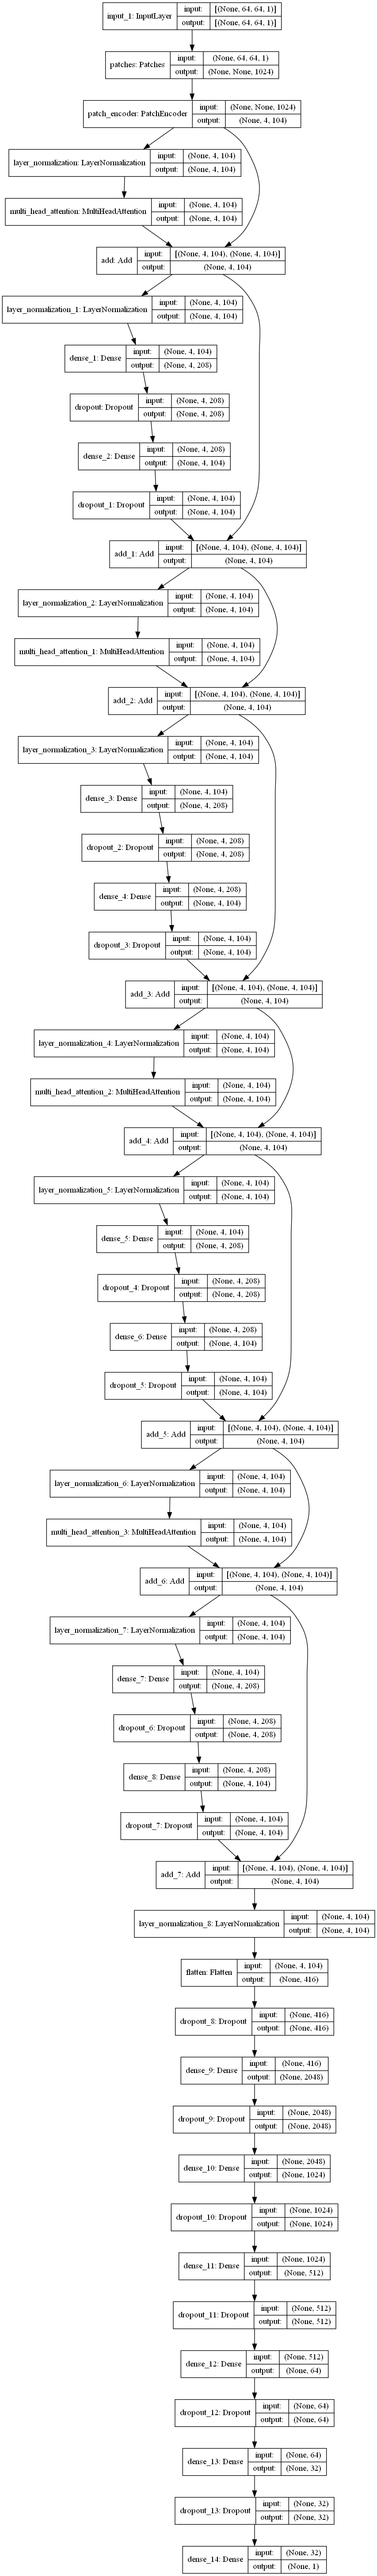 input_1: InputLayer
input: [(None, 64, 64, 1)]
output: [(None, 64, 64, 1)]
patches: Patches
input: (None, 64, 64, 1)
output: (None, None, 1024)
patch_encoder: PatchEncoder
input: (None, None, 1024)
output: (None, 4, 104)
layer_normalization: LayerNormalization
input: (None, 4, 104)
output: (None, 4, 104)
multi_head_attention: MultiHeadAttention
input: (None, 4, 104)
output: (None, 4, 104)
add: Add
input: [(None, 4, 104), (None, 4, 104)]
output: (None, 4, 104)
layer_normalization_1: LayerNormalization
input: (None, 4, 104)
output: (None, 4, 104)
dense_1: Dense
input: (None, 4, 104)
output: (None, 4, 208)
dropout: Dropout
input: (None, 4, 208)
output: (None, 4, 208)
dense_2: Dense
input: (None, 4, 208)
output: (None, 4, 104)
dropout_1: Dropout
input: (None, 4, 104)
output: (None, 4, 104)
add_1: Add
input: [(None, 4, 104), (None, 4, 104)]
output: (None, 4, 104)
layer_normalization_2: LayerNormalization
input: (None, 4, 104)
output: (None, 4, 104)
multi_head_attention_1: MultiHeadAttention
input: (None, 4, 104)
output: (None, 4, 104)
add_2: Add
input: [(None, 4, 104), (None, 4, 104)]
output: (None, 4, 104)
layer_normalization_3: LayerNormalization
input: (None, 4, 104)
output: (None, 4, 104)
dense_3: Dense
input: (None, 4, 104)
output: (None, 4, 208)
dropout_2: Dropout
input: (None, 4, 208)
output: (None, 4, 208)
dense_4: Dense
input: (None, 4, 208)
output: (None, 4, 104)
dropout_3: Dropout
input: (None, 4, 104)
output: (None, 4, 104)
add_3: Add
input: [(None, 4, 104), (None, 4, 104)]
output: (None, 4, 104)
layer_normalization_4: LayerNormalization
input: (None, 4, 104)
output: (None, 4, 104)
multi_head_attention_2: MultiHeadAttention
input: (None, 4, 104)
output: (None, 4, 104)
add_4: Add
input: [(None, 4, 104), (None, 4, 104)]
output: (None, 4, 104)
layer_normalization_5: LayerNormalization
input: (None, 4, 104)
output: (None, 4, 104)
dense_5: Dense
input: (None, 4, 104)
output: (None, 4, 208)
dropout_4: Dropout
input: (None, 4, 208)
output: (None, 4, 208)
dense_6: Dense
input: (None, 4, 208)
output: (None, 4, 104)
dropout_5: Dropout
input: (None, 4, 104)
output: (None, 4, 104)
add_5: Add
input: [(None, 4, 104), (None, 4, 104)]
output: (None, 4, 104)
layer_normalization_6: LayerNormalization
input: (None, 4, 104)
output: (None, 4, 104)
multi_head_attention_3: MultiHeadAttention
input: (None, 4, 104)
output: (None, 4, 104)
add_6: Add
input: [(None, 4, 104), (None, 4, 104)]
output: (None, 4, 104)
layer_normalization_7: LayerNormalization
input: (None, 4, 104)
output: (None, 4, 104)
dense_7: Dense
input: (None, 4, 104)
output: (None, 4, 208)
dropout_6: Dropout
input: (None, 4, 208)
output: (None, 4, 208)
dense_8: Dense
input: (None, 4, 208)
output: (None, 4, 104)
dropout_7: Dropout
input: (None, 4, 104)
output: (None, 4, 104)
add_7: Add
input: [(None, 4, 104), (None, 4, 104)]
output: (None, 4, 104)
layer_normalization_8: LayerNormalization
input: (None, 4, 104)
output: (None, 4, 104)
flatten: Flatten
input: (None, 4, 104)
output: (None, 416)
dropout_8: Dropout
input: (None, 416)
output: (None, 416)
dense_9: Dense
input: (None, 416)
output: (None, 2048)
dropout_9: Dropout
input: (None, 2048)
output: (None, 2048)
dense_10: Dense
input: (None, 2048)
output: (None, 1024)
dropout_10: Dropout
input: (None, 1024)
output: (None, 1024)
dense_11: Dense
input: (None, 1024)
output: (None, 512)
dropout_11: Dropout
input: (None, 512)
output: (None, 512)
dense_12: Dense
input: (None, 512)
output: (None, 64)
dropout_12: Dropout
input: (None, 64)
output: (None, 64)
dense_13: Dense
input: (None, 64)
output: (None, 32)
dropout_13: Dropout
input: (None, 32)
output: (None, 32)
dense_14: Dense
input: (None, 32)
output: (None, 1)